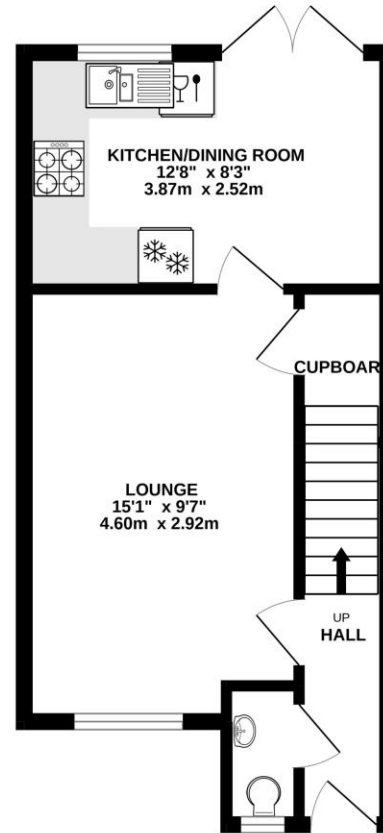 KITCHEN/DINING ROOM
12'8" x 8'3"
3.87m x 2.52m
CUPBOAR
LOUNGE
15'1" x 9'7"
4.60m x 2.92m
UP
HALL